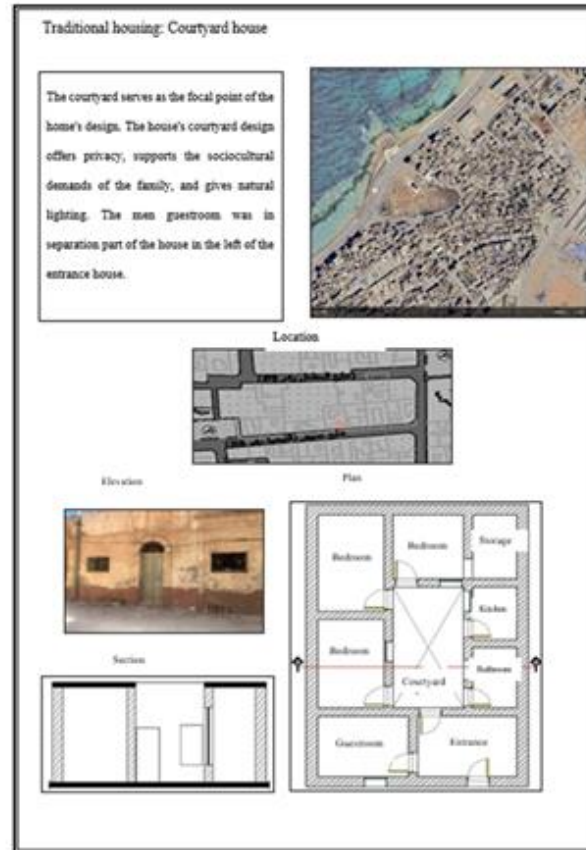 Traditional housing: Courtyard house
The courtyard serves as the focal point of the
home's design. The house's courtyard design
offers privacy, supports the sociocultural
demands of the family, and gives natural
lighting. The men guestroom was in
separation part of the house in the left of the
entrance house.
Location
Elevation
Plan
Bedroom
Bedroom
Storage
Kitchen
Bedroom
Bathroom
Courtyard
Guestroom
Entrance
Section